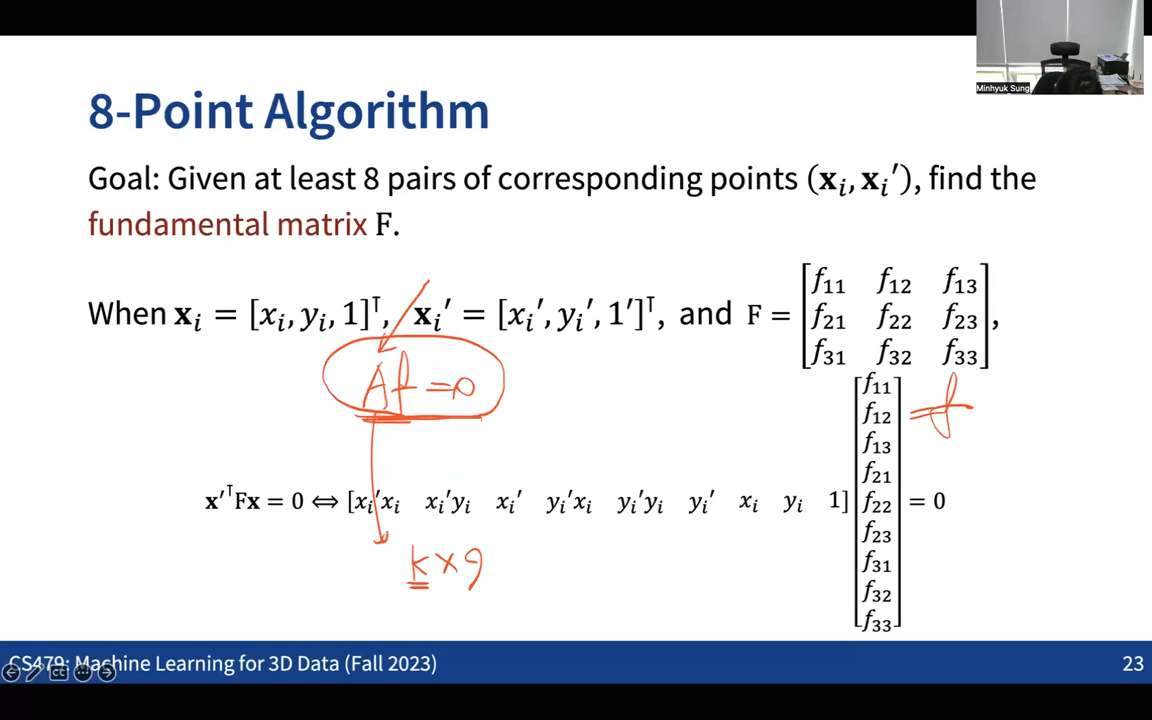 Minhyuk Sung
8-Point Algorithm
Goal: Given at least 8 pairs of corresponding points (𝐱ᵢ, 𝐱ᵢ′), find the
fundamental matrix F.
When 𝐱ᵢ = [xᵢ, yᵢ, 1]ᵀ, 𝐱ᵢ′ = [xᵢ′, yᵢ′, 1′]ᵀ, and F = [f₁₁ f₁₂ f₁₃
f₂₁ f₂₂ f₂₃
f₃₁ f₃₂ f₃₃],
Af = 0
𝐱′ᵀF𝐱 = 0 ⇔ [xᵢ′xᵢ xᵢ′yᵢ xᵢ′ yᵢ′xᵢ yᵢ′yᵢ yᵢ′ xᵢ yᵢ 1] [f₁₁
f₁₂
f₁₃
f₂₁
f₂₂
f₂₃
f₃₁
f₃₂
f₃₃] = 0
= f
k × 9
CS479: Machine Learning for 3D Data (Fall 2023)
23